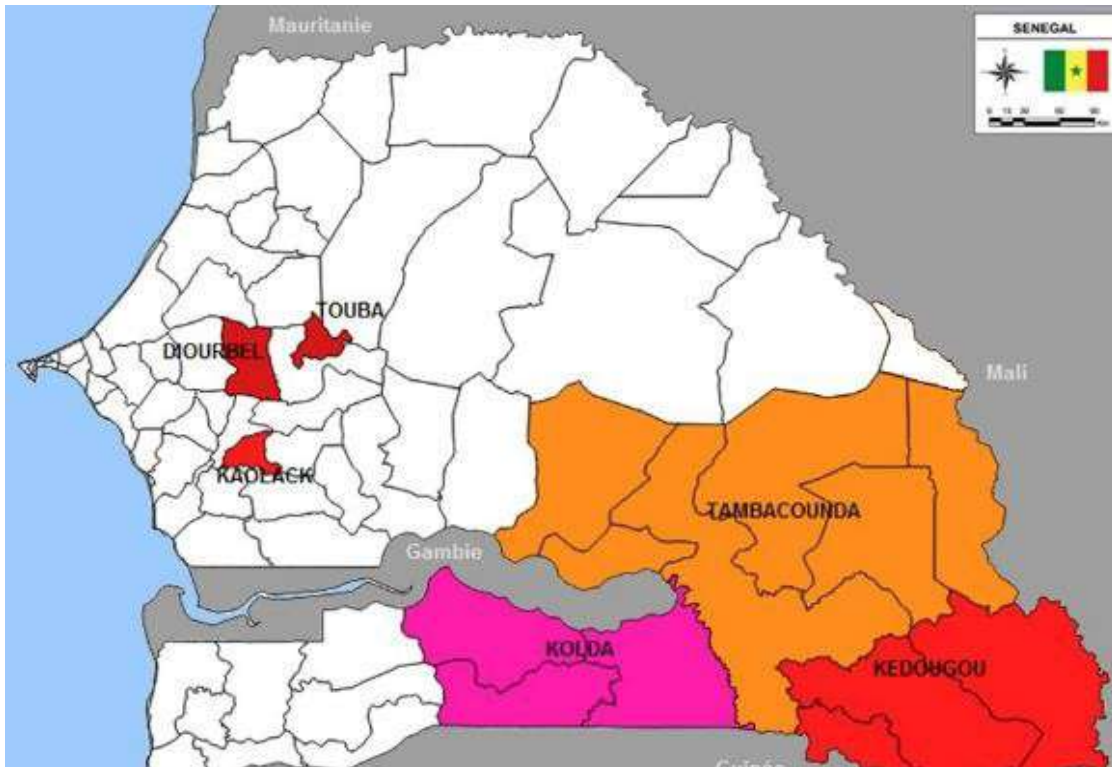 Mauritanie
SENEGAL
TOUBA
DIOURBEL
Mali
KAOLACK
TAMBACOUNDA
Gambie
KOLDA
KEDOUGOU